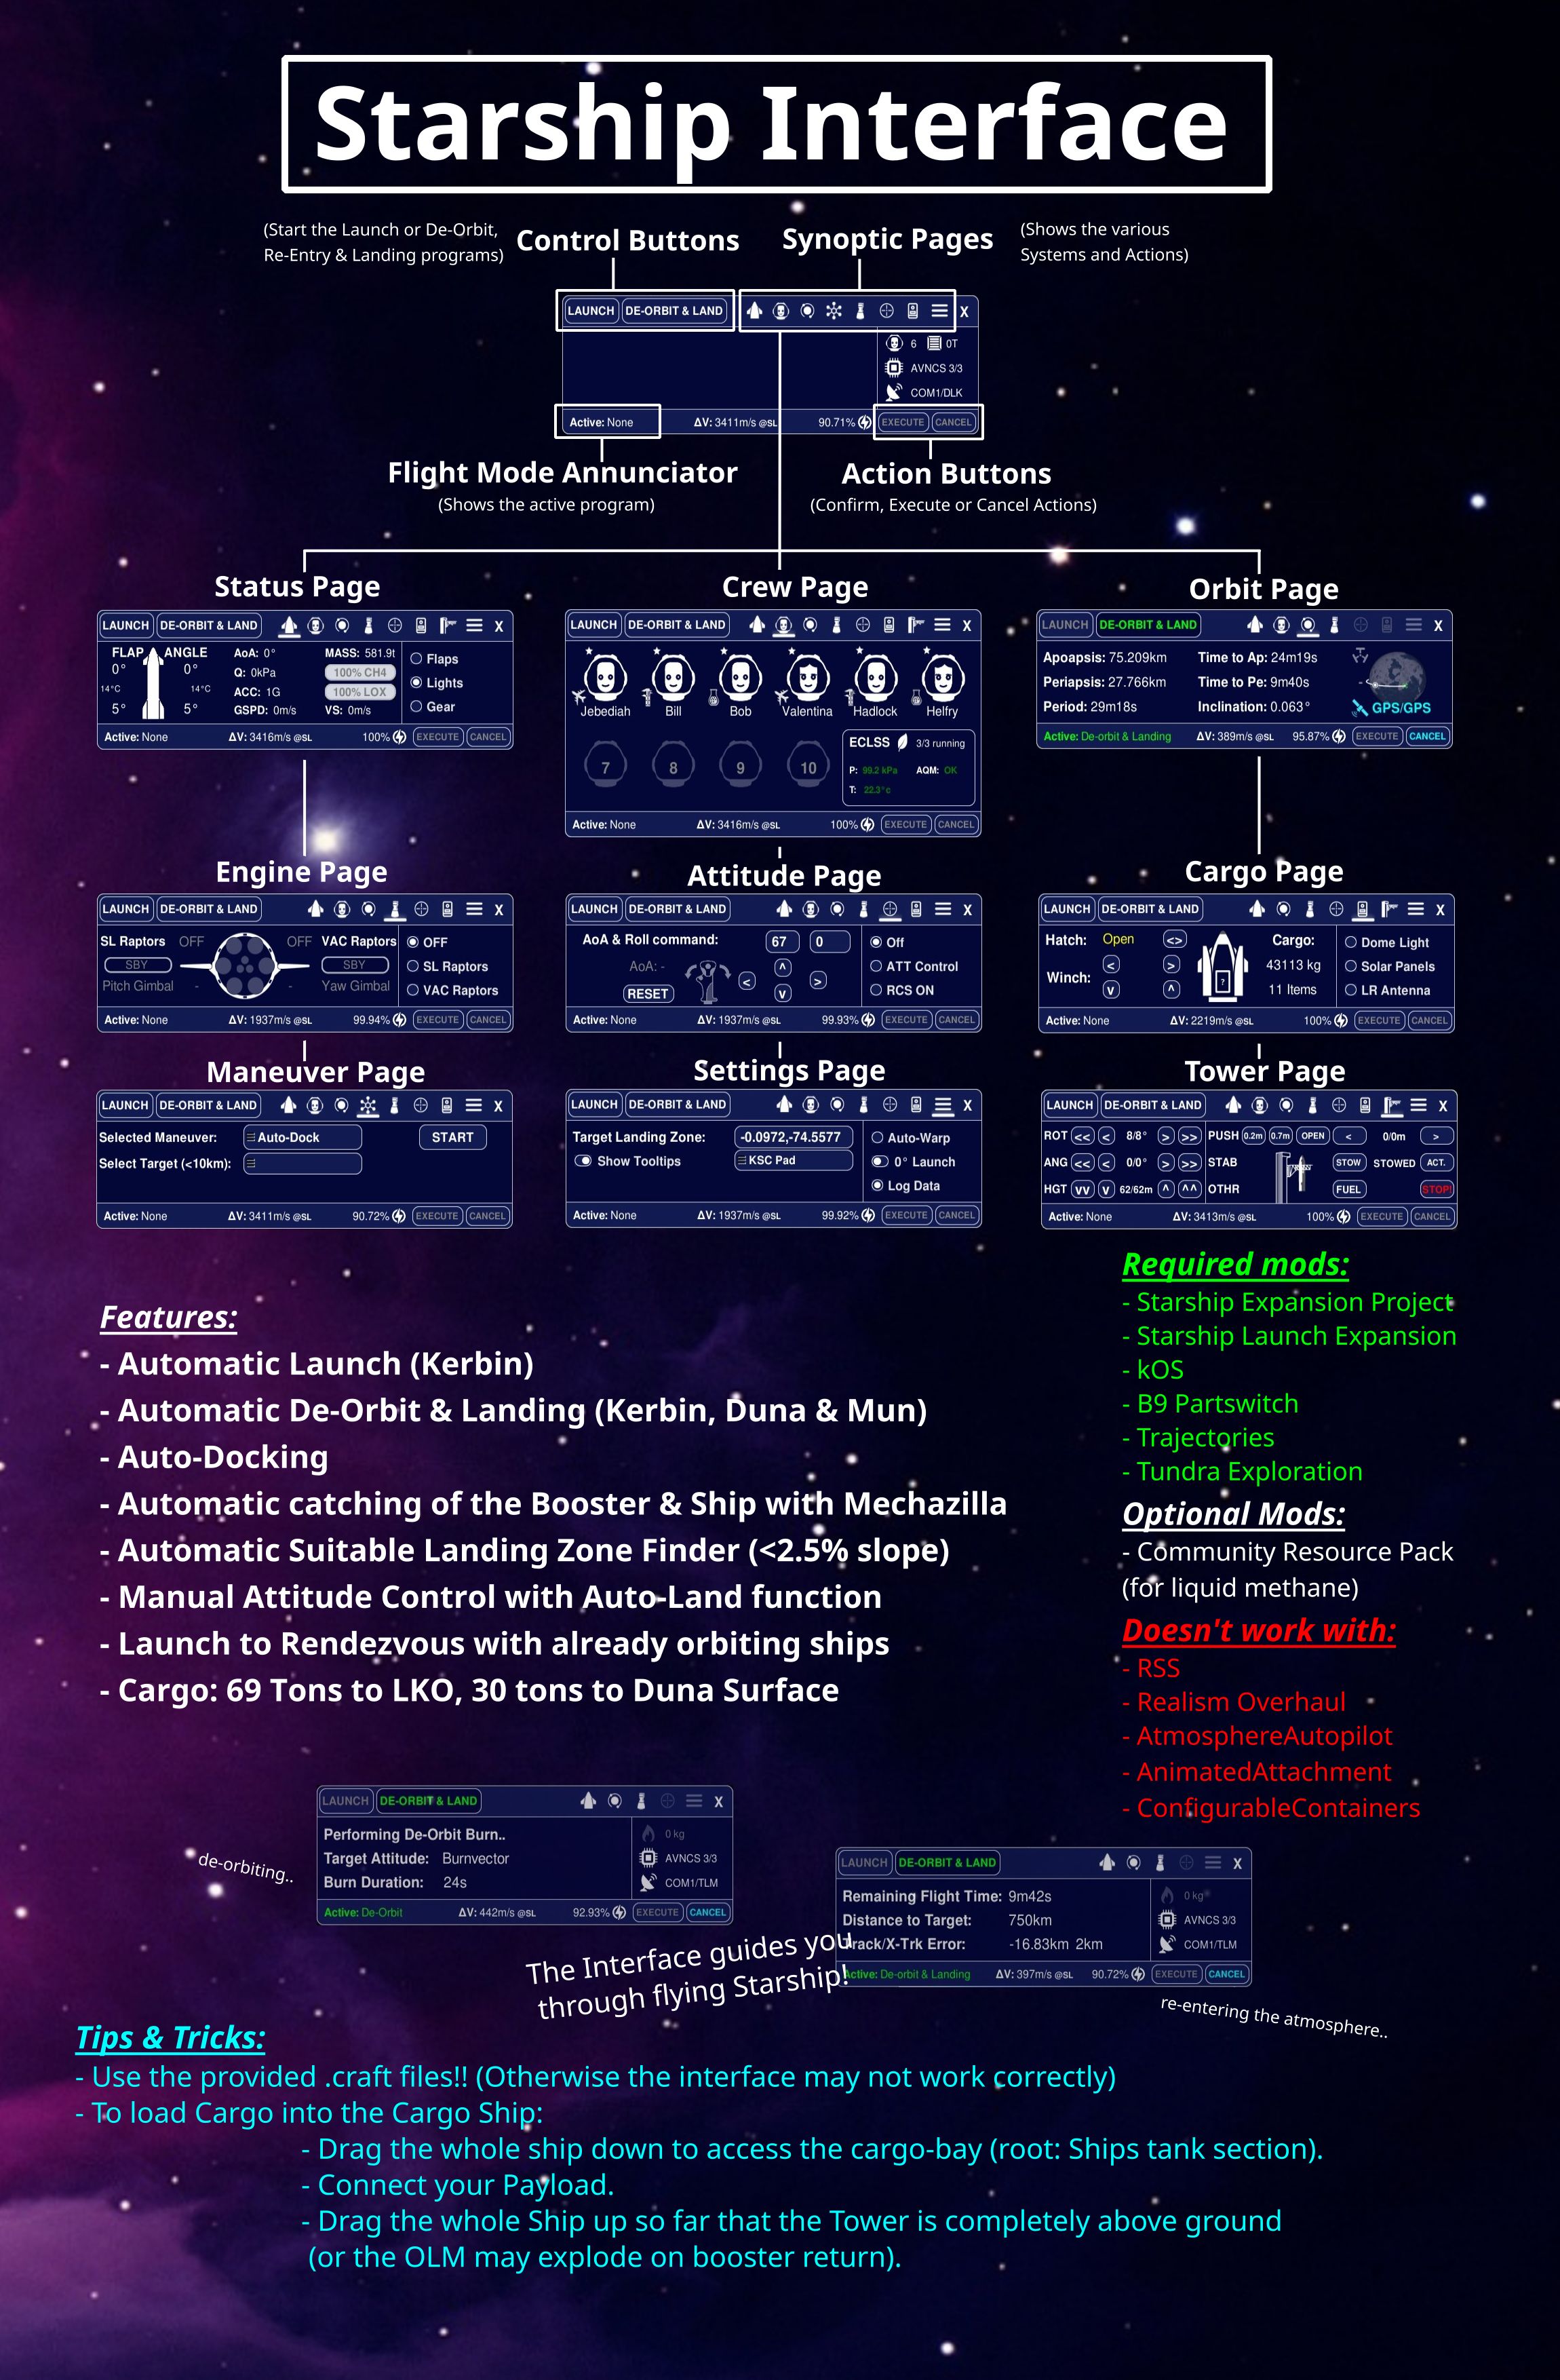 Starship Interface
(Start the Launch or De-Orbit,
Re-Entry & Landing programs)
Control Buttons
Synoptic Pages
(Shows the various
Systems and Actions)
LAUNCH DE-ORBIT & LAND X
6 0T
AVNCS 3/3
COM1/DLK
Active: None ΔV: 3411m/s @SL 90.71% EXECUTE CANCEL
Flight Mode Annunciator
(Shows the active program)
Action Buttons
(Confirm, Execute or Cancel Actions)
Status Page
LAUNCH DE-ORBIT & LAND X
FLAP ANGLE AoA: 0° MASS: 581.9t Flaps
0° 0° Q: 0kPa 100% CH4
14°C 14°C Lights
ACC: 1G 100% LOX
5° 5° GSPD: 0m/s VS: 0m/s Gear
Active: None ΔV: 3416m/s @SL 100% EXECUTE CANCEL
Crew Page
LAUNCH DE-ORBIT & LAND X
Jebediah Bill Bob Valentina Hadlock Helfry
7 8 9 10
ECLSS 3/3 running
P: 99.2 kPa AQM: OK
T: 22.3°c
Active: None ΔV: 3416m/s @SL 100% EXECUTE CANCEL
Orbit Page
LAUNCH DE-ORBIT & LAND X
Apoapsis: 75.209km Time to Ap: 24m19s
Periapsis: 27.766km Time to Pe: 9m40s
Period: 29m18s Inclination: 0.063° GPS/GPS
Active: De-orbit & Landing ΔV: 389m/s @SL 95.87% EXECUTE CANCEL
Engine Page
LAUNCH DE-ORBIT & LAND X
SL Raptors OFF OFF VAC Raptors OFF
SBY SBY SL Raptors
Pitch Gimbal - - Yaw Gimbal VAC Raptors
Active: None ΔV: 1937m/s @SL 99.94% EXECUTE CANCEL
Attitude Page
LAUNCH DE-ORBIT & LAND X
AoA & Roll command: 67 0 Off
AoA: - < ^ > ATT Control
RESET v RCS ON
Active: None ΔV: 1937m/s @SL 99.93% EXECUTE CANCEL
Cargo Page
LAUNCH DE-ORBIT & LAND X
Hatch: Open <> Cargo: Dome Light
Winch: < > 43113 kg Solar Panels
v ^ ? 11 Items LR Antenna
Active: None ΔV: 2219m/s @SL 100% EXECUTE CANCEL
Maneuver Page
LAUNCH DE-ORBIT & LAND X
Selected Maneuver: Auto-Dock START
Select Target (<10km):
Active: None ΔV: 3411m/s @SL 90.72% EXECUTE CANCEL
Settings Page
LAUNCH DE-ORBIT & LAND X
Target Landing Zone: -0.0972,-74.5577 Auto-Warp
Show Tooltips KSC Pad 0° Launch
Log Data
Active: None ΔV: 1937m/s @SL 99.92% EXECUTE CANCEL
Tower Page
LAUNCH DE-ORBIT & LAND X
ROT << < 8/8° > >> PUSH 0.2m 0.7m OPEN < 0/0m >
ANG << < 0/0° > >> STAB STOW STOWED ACT.
HGT vv v 62/62m ^ ^^ OTHR FUEL STOP!
Active: None ΔV: 3413m/s @SL 100% EXECUTE CANCEL
Features:
- Automatic Launch (Kerbin)
- Automatic De-Orbit & Landing (Kerbin, Duna & Mun)
- Auto-Docking
- Automatic catching of the Booster & Ship with Mechazilla
- Automatic Suitable Landing Zone Finder (<2.5% slope)
- Manual Attitude Control with Auto-Land function
- Launch to Rendezvous with already orbiting ships
- Cargo: 69 Tons to LKO, 30 tons to Duna Surface
Required mods:
- Starship Expansion Project
- Starship Launch Expansion
- kOS
- B9 Partswitch
- Trajectories
- Tundra Exploration
Optional Mods:
- Community Resource Pack
(for liquid methane)
Doesn't work with:
- RSS
- Realism Overhaul
- AtmosphereAutopilot
- AnimatedAttachment
- ConfigurableContainers
de-orbiting..
LAUNCH DE-ORBIT & LAND X
Performing De-Orbit Burn.. 0 kg
Target Attitude: Burnvector AVNCS 3/3
Burn Duration: 24s COM1/TLM
Active: De-Orbit ΔV: 442m/s @SL 92.93% EXECUTE CANCEL
LAUNCH DE-ORBIT & LAND X
Remaining Flight Time: 9m42s 0 kg
Distance to Target: 750km AVNCS 3/3
Track/X-Trk Error: -16.83km 2km COM1/TLM
Active: De-orbit & Landing ΔV: 397m/s @SL 90.72% EXECUTE CANCEL
The Interface guides you
through flying Starship!
re-entering the atmosphere..
Tips & Tricks:
- Use the provided .craft files!! (Otherwise the interface may not work correctly)
- To load Cargo into the Cargo Ship:
- Drag the whole ship down to access the cargo-bay (root: Ships tank section).
- Connect your Payload.
- Drag the whole Ship up so far that the Tower is completely above ground
(or the OLM may explode on booster return).